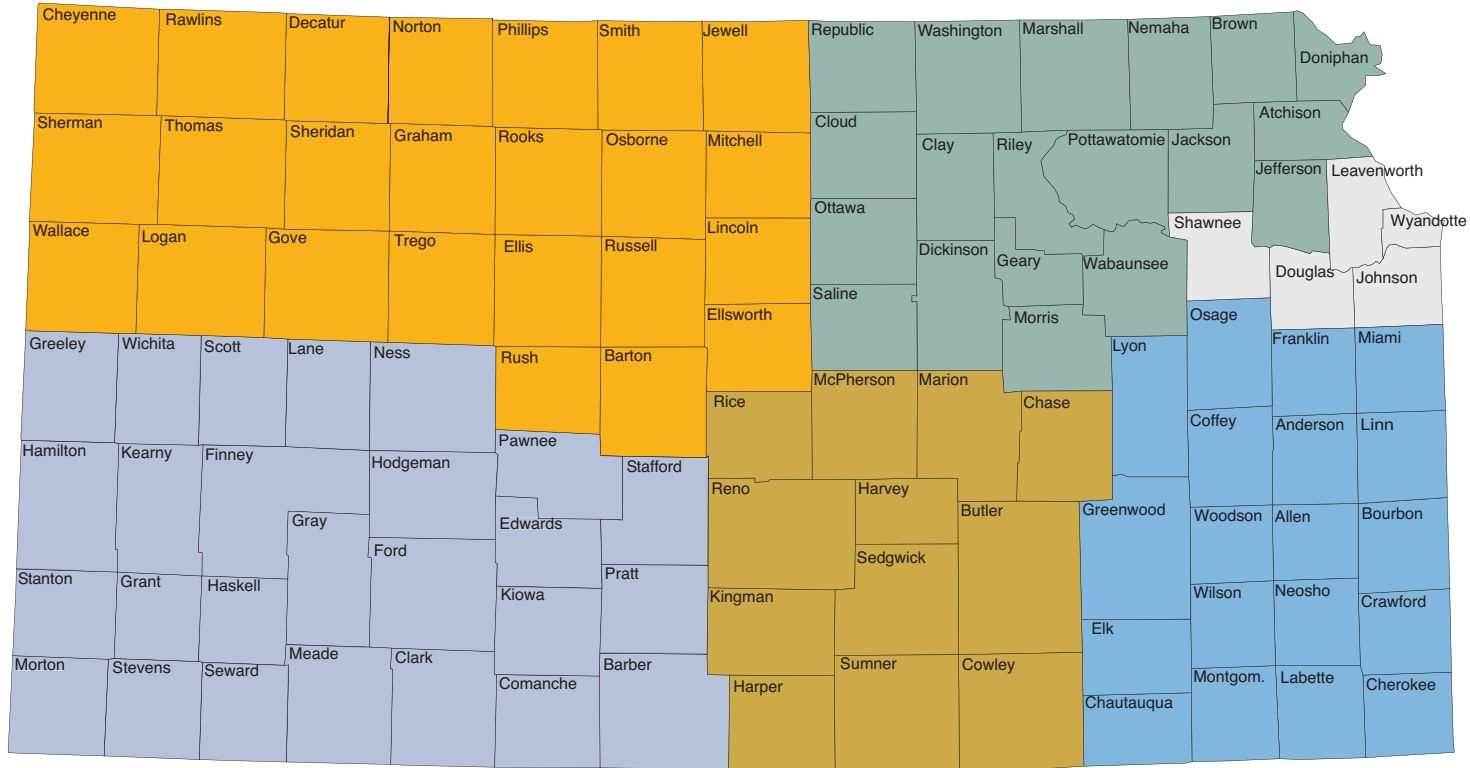 Cheyenne
Rawlins
Decatur
Norton
Phillips
Smith
Jewell
Republic
Washington
Marshall
Nemaha
Brown
Doniphan
Sherman
Thomas
Sheridan
Graham
Rooks
Osborne
Mitchell
Cloud
Clay
Riley
Pottawatomie
Jackson
Atchison
Jefferson
Leavenworth
Wyandotte
Wallace
Logan
Gove
Trego
Ellis
Russell
Lincoln
Ottawa
Dickinson
Geary
Wabaunsee
Shawnee
Douglas
Johnson
Saline
Ellsworth
Morris
Osage
Greeley
Wichita
Scott
Lane
Ness
Rush
Barton
Lyon
Franklin
Miami
McPherson
Marion
Rice
Chase
Coffey
Anderson
Linn
Hamilton
Kearny
Finney
Hodgeman
Pawnee
Stafford
Reno
Harvey
Butler
Greenwood
Woodson
Allen
Bourbon
Gray
Edwards
Ford
Sedgwick
Stanton
Grant
Haskell
Kiowa
Pratt
Kingman
Wilson
Neosho
Crawford
Elk
Morton
Stevens
Seward
Meade
Clark
Comanche
Barber
Harper
Sumner
Cowley
Chautauqua
Montgom.
Labette
Cherokee